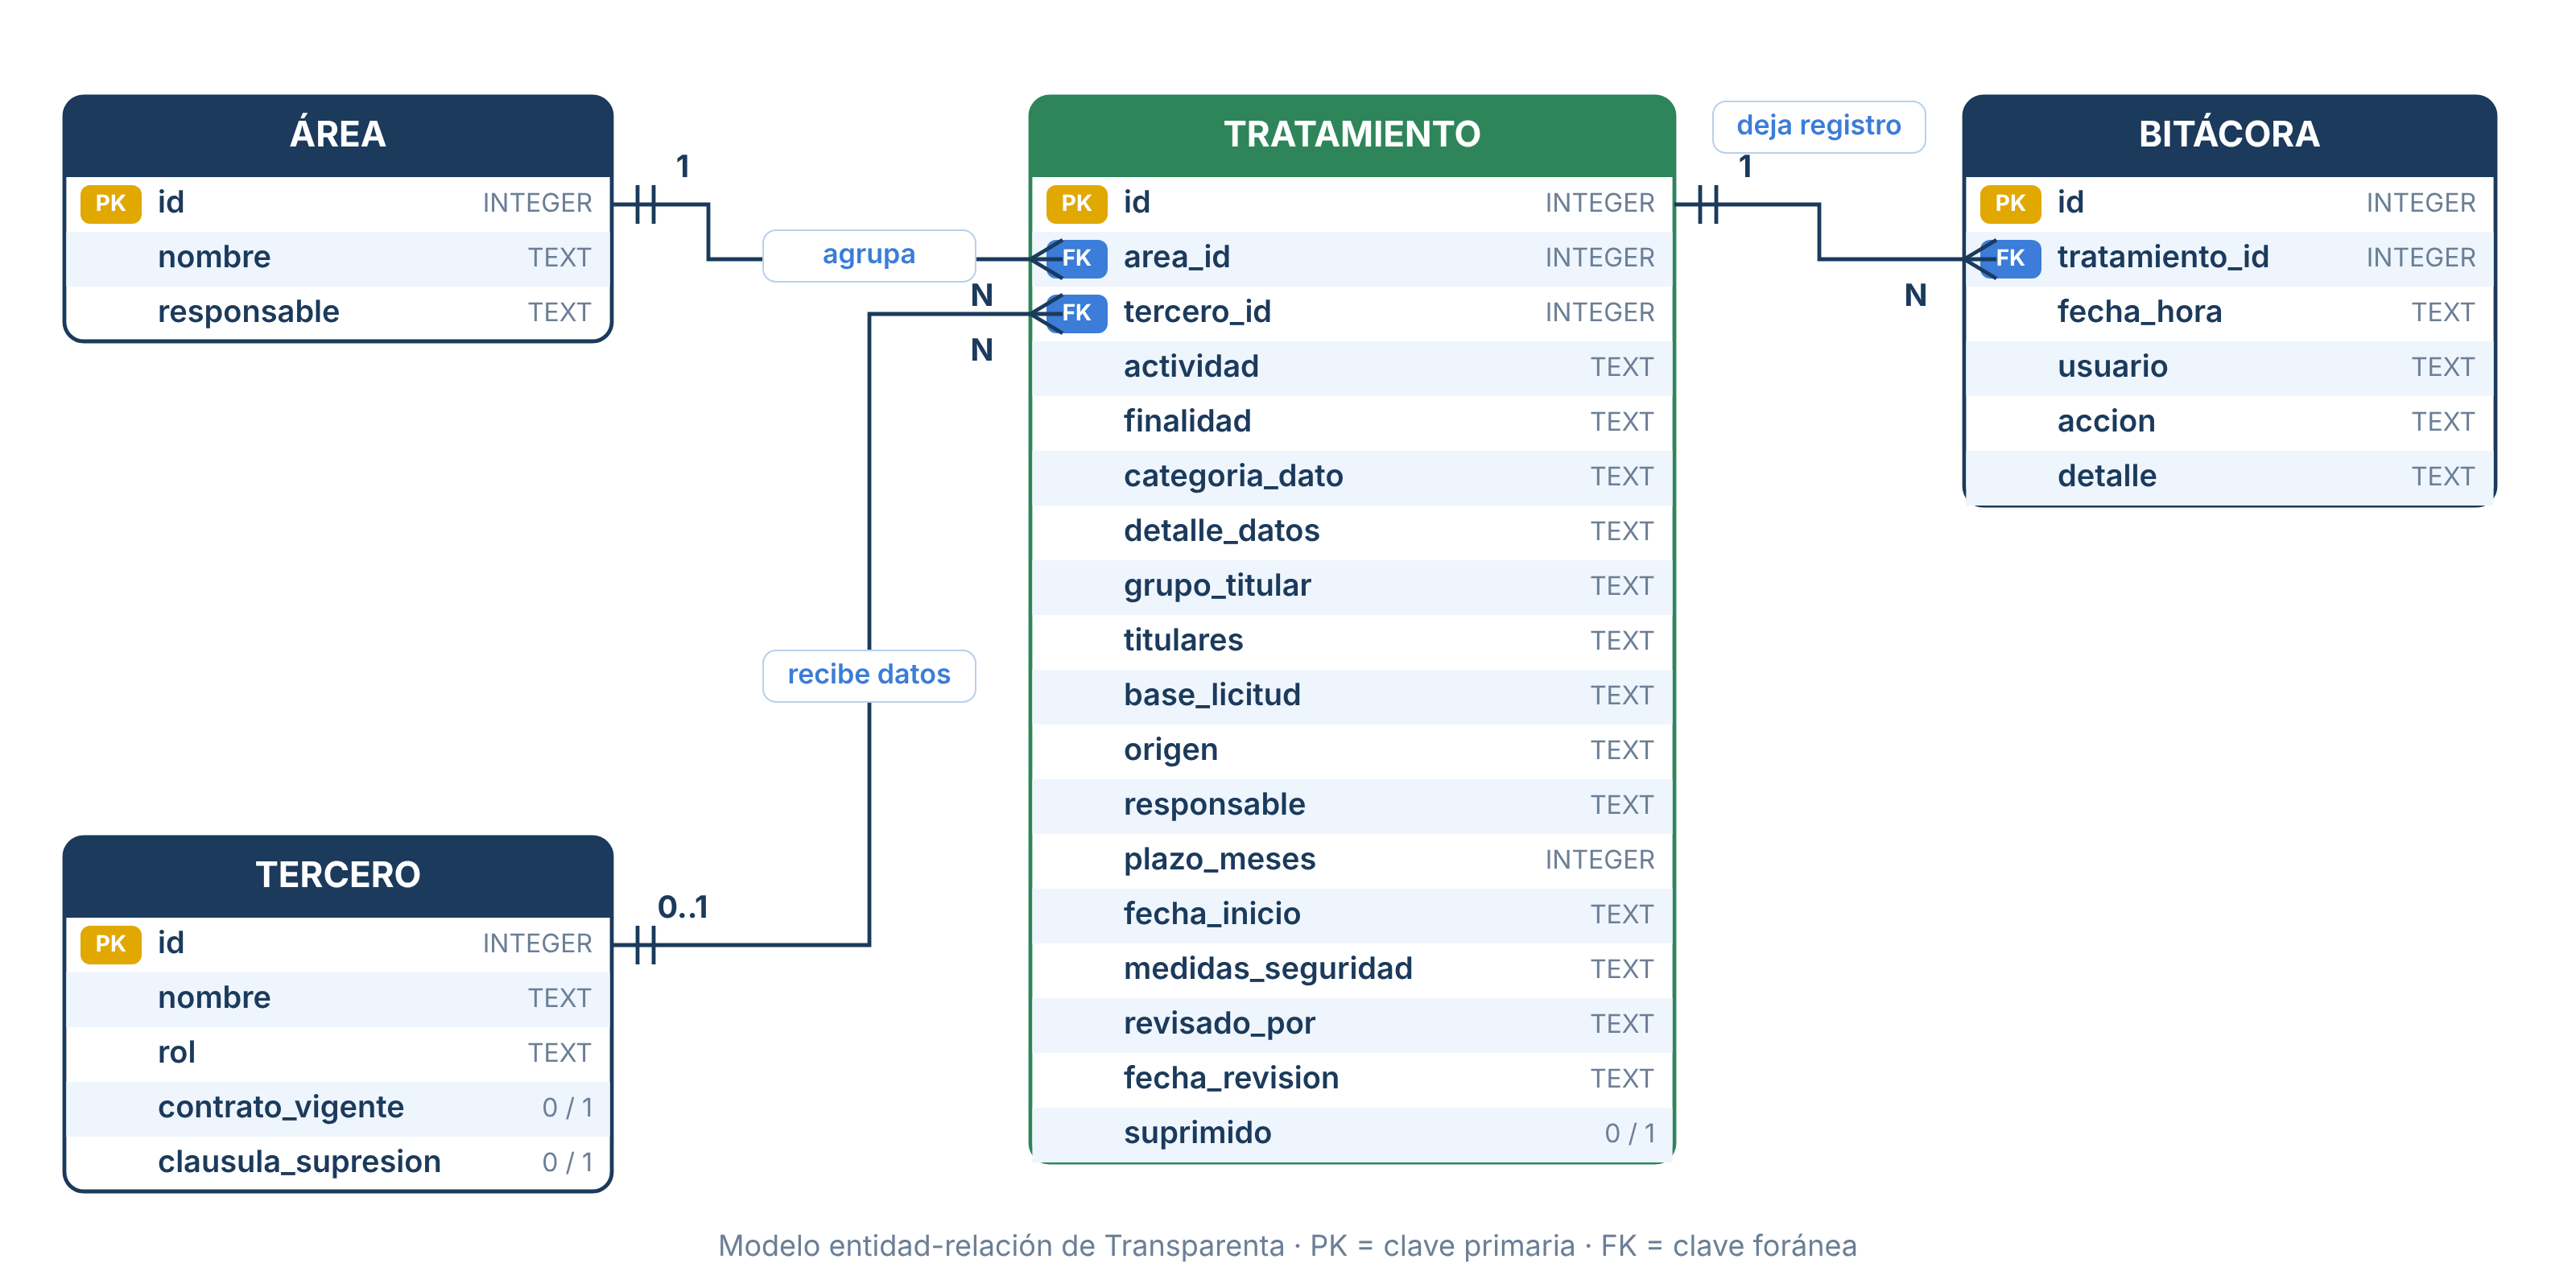 ÁREA
PK id INTEGER
nombre TEXT
responsable TEXT
1
agrupa
N
TERCERO
PK id INTEGER
nombre TEXT
rol TEXT
contrato_vigente 0 / 1
clausula_supresion 0 / 1
0..1
recibe datos
N
TRATAMIENTO
PK id INTEGER
FK area_id INTEGER
FK tercero_id INTEGER
actividad TEXT
finalidad TEXT
categoria_dato TEXT
detalle_datos TEXT
grupo_titular TEXT
titulares TEXT
base_licitud TEXT
origen TEXT
responsable TEXT
plazo_meses INTEGER
fecha_inicio TEXT
medidas_seguridad TEXT
revisado_por TEXT
fecha_revision TEXT
suprimido 0 / 1
deja registro
1
N
BITÁCORA
PK id INTEGER
FK tratamiento_id INTEGER
fecha_hora TEXT
usuario TEXT
accion TEXT
detalle TEXT
Modelo entidad-relación de Transparenta · PK = clave primaria · FK = clave foránea